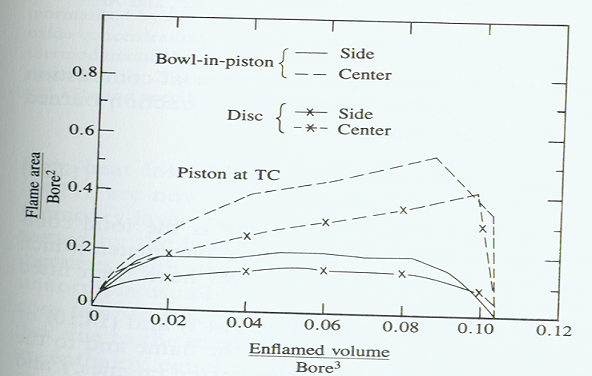 Bowl-in-piston
Side
Center
Disc
Side
Center
Piston at TC
Flame area
Bore2
0.8
0.6
0.4
0.2
0
0
0.02
0.04
0.06
0.08
0.10
0.12
Enflamed volume
Bore3